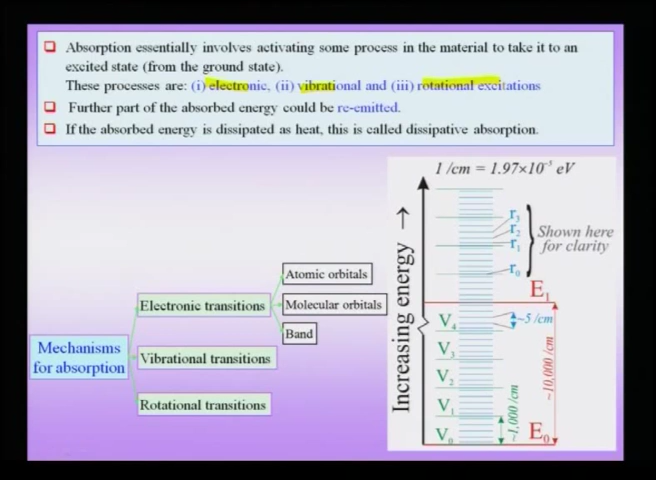 Absorption essentially involves activating some process in the material to take it to an
excited state (from the ground state).
These processes are: (i) electronic, (ii) vibrational and (iii) rotational excitations
Further part of the absorbed energy could be re-emitted.
If the absorbed energy is dissipated as heat, this is called dissipative absorption.
Mechanisms
for absorption
Electronic transitions
Vibrational transitions
Rotational transitions
Atomic orbitals
Molecular orbitals
Band
1 /cm = 1.97×10⁻⁵ eV
Increasing energy →
r₃
r₂
r₁
r₀
Shown here
for clarity
E₁
V₄
~5 /cm
V₃
V₂
V₁
V₀
~1,000 /cm
~10,000 /cm
E₀